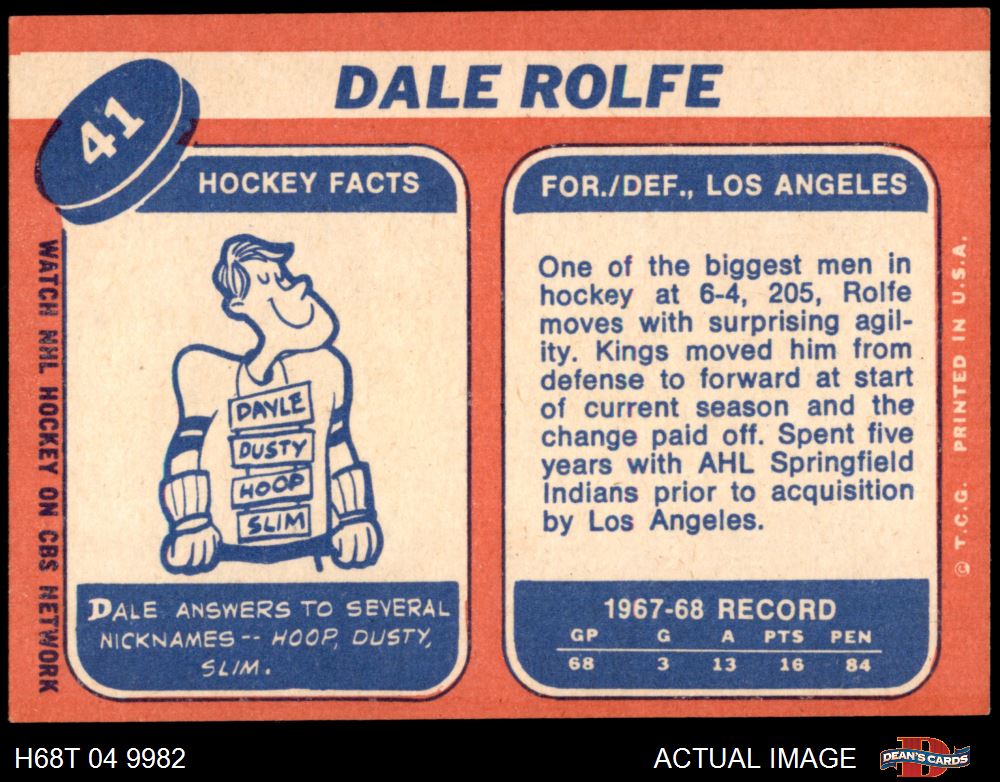 DALE ROLFE
41
HOCKEY FACTS
DAYLE
DUSTY
HOOP
SLIM
DALE ANSWERS TO SEVERAL
NICKNAMES -- HOOP, DUSTY,
SLIM.
WATCH NHL HOCKEY ON CBS NETWORK
FOR./DEF., LOS ANGELES
One of the biggest men in
hockey at 6-4, 205, Rolfe
moves with surprising agil-
ity. Kings moved him from
defense to forward at start
of current season and the
change paid off. Spent five
years with AHL Springfield
Indians prior to acquisition
by Los Angeles.
1967-68 RECORD
GP G A PTS PEN
68 3 13 16 84
© T.C.G. PRINTED IN U.S.A.
H68T 04 9982
ACTUAL IMAGE
DEAN'S CARDS